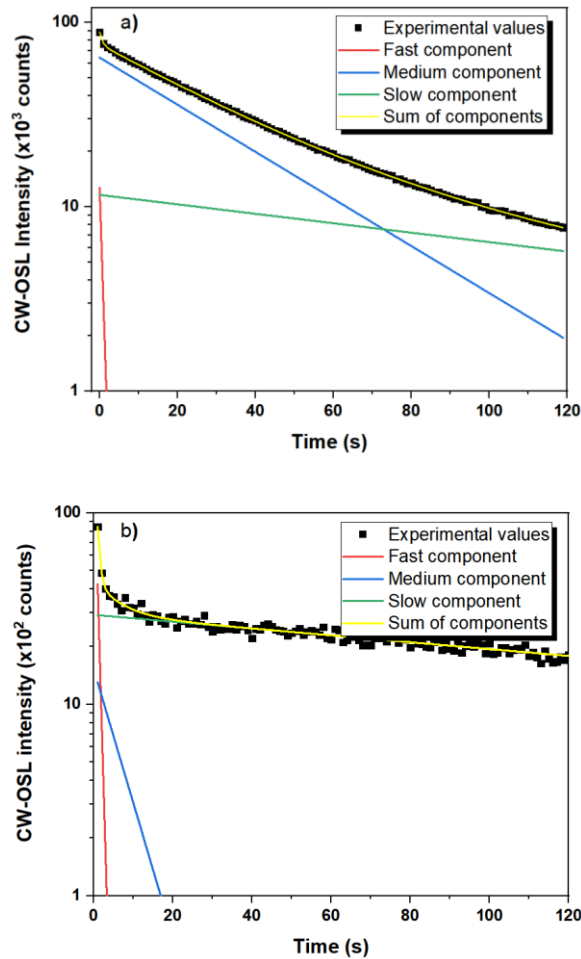 a)
Experimental values
Fast component
Medium component
Slow component
Sum of components
CW-OSL Intensity (x10³ counts)
100
10
1
0 20 40 60 80 100 120
Time (s)
b)
Experimental values
Fast component
Medium component
Slow component
Sum of components
CW-OSL intensity (x10² counts)
100
10
1
0 20 40 60 80 100 120
Time (s)